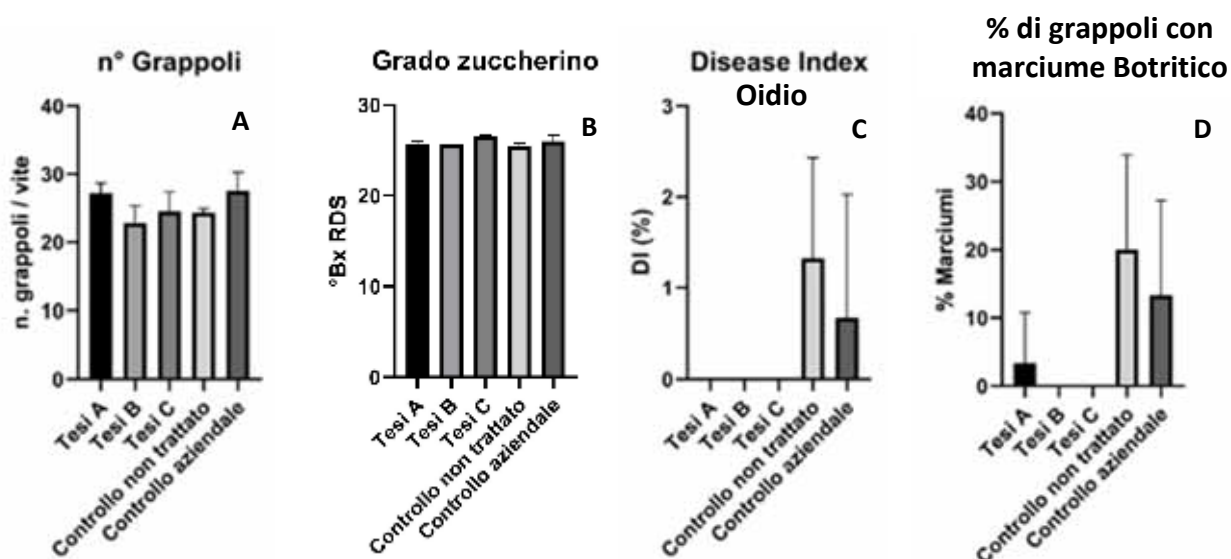 n° Grappoli
A
n. grappoli / vite
40
30
20
10
0
Tesi A
Tesi B
Tesi C
Controllo non trattato
Controllo aziendale
Grado zuccherino
B
°Bx RDS
30
20
10
0
Tesi A
Tesi B
Tesi C
Controllo non trattato
Controllo aziendale
Disease Index
Oidio
C
DI (%)
3
2
1
0
Tesi A
Tesi B
Tesi C
Controllo non trattato
Controllo aziendale
% di grappoli con
marciume Botritico
D
% Marciumi
40
30
20
10
0
Tesi A
Tesi B
Tesi C
Controllo non trattato
Controllo aziendale